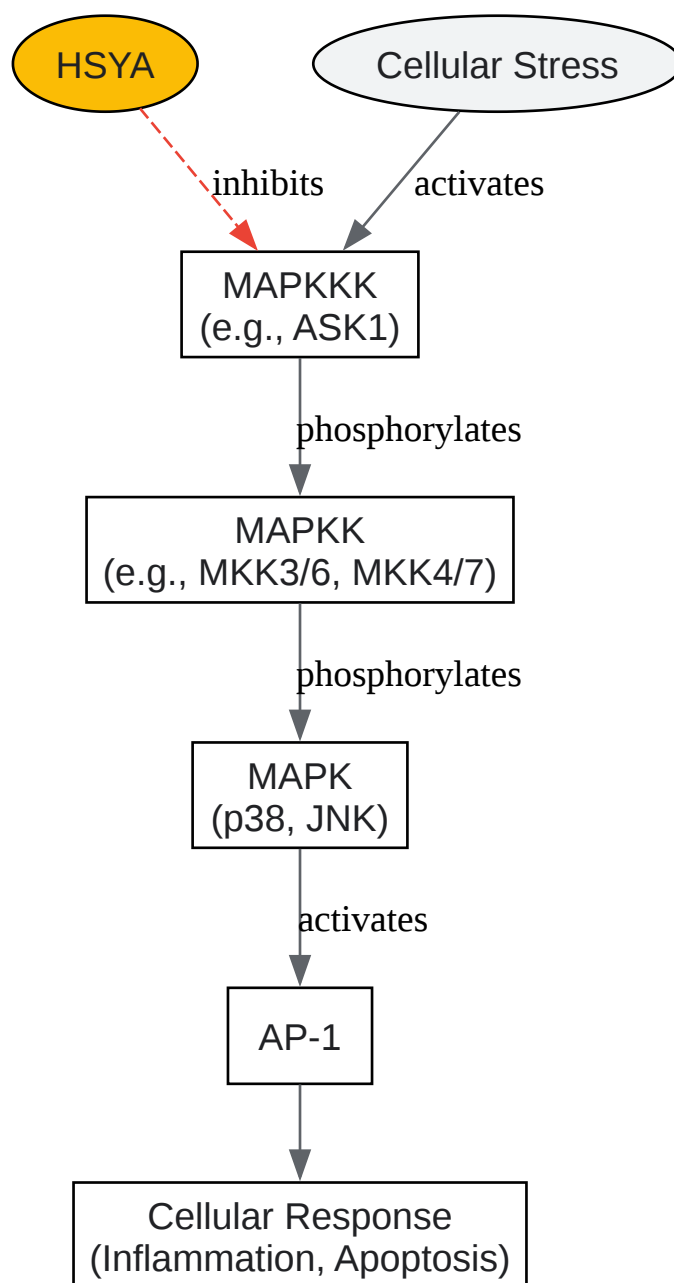 HSYA
Cellular Stress
inhibits
activates
MAPKKK
(e.g., ASK1)
phosphorylates
MAPKK
(e.g., MKK3/6, MKK4/7)
phosphorylates
MAPK
(p38, JNK)
activates
AP-1
Cellular Response
(Inflammation, Apoptosis)